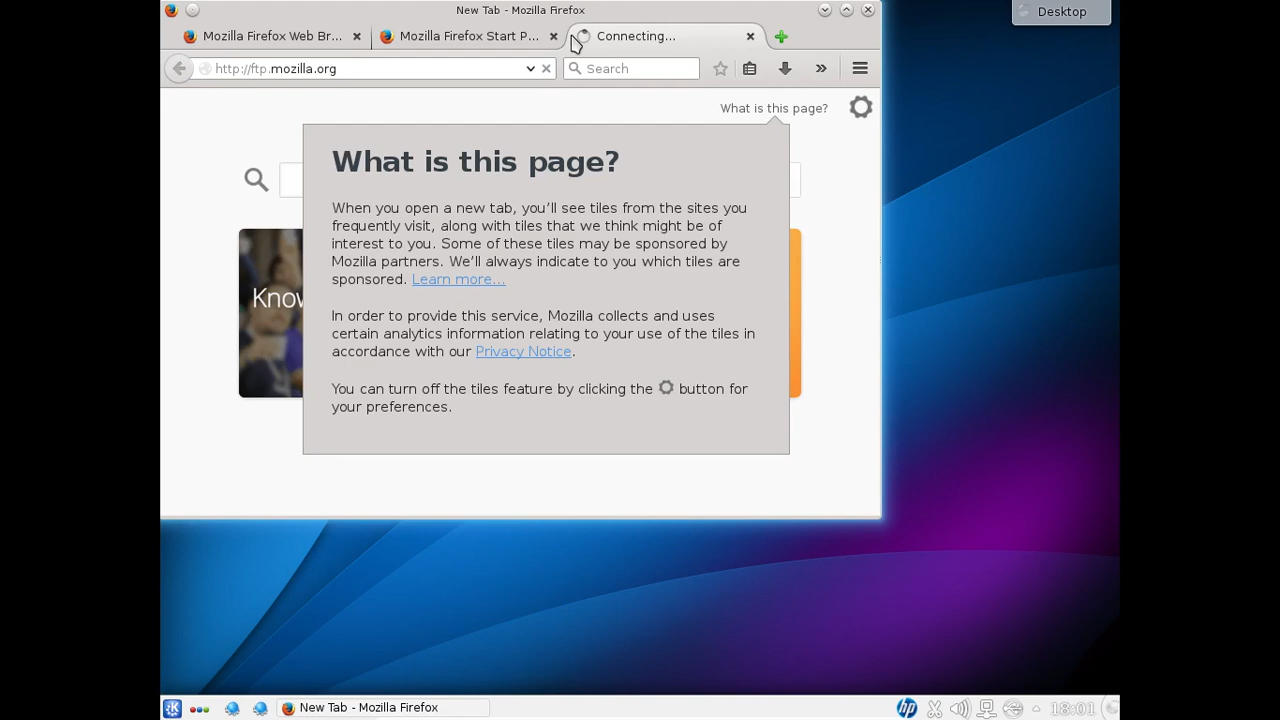 New Tab - Mozilla Firefox
Desktop
Mozilla Firefox Web Br...
Mozilla Firefox Start P...
Connecting...
http://ftp.mozilla.org
Search
What is this page?
What is this page?
When you open a new tab, you’ll see tiles from the sites you
frequently visit, along with tiles that we think might be of
interest to you. Some of these tiles may be sponsored by
Mozilla partners. We’ll always indicate to you which tiles are
sponsored. Learn more...
Know
In order to provide this service, Mozilla collects and uses
certain analytics information relating to your use of the tiles in
accordance with our Privacy Notice.
You can turn off the tiles feature by clicking the button for
your preferences.
New Tab - Mozilla Firefox
hp
18:01